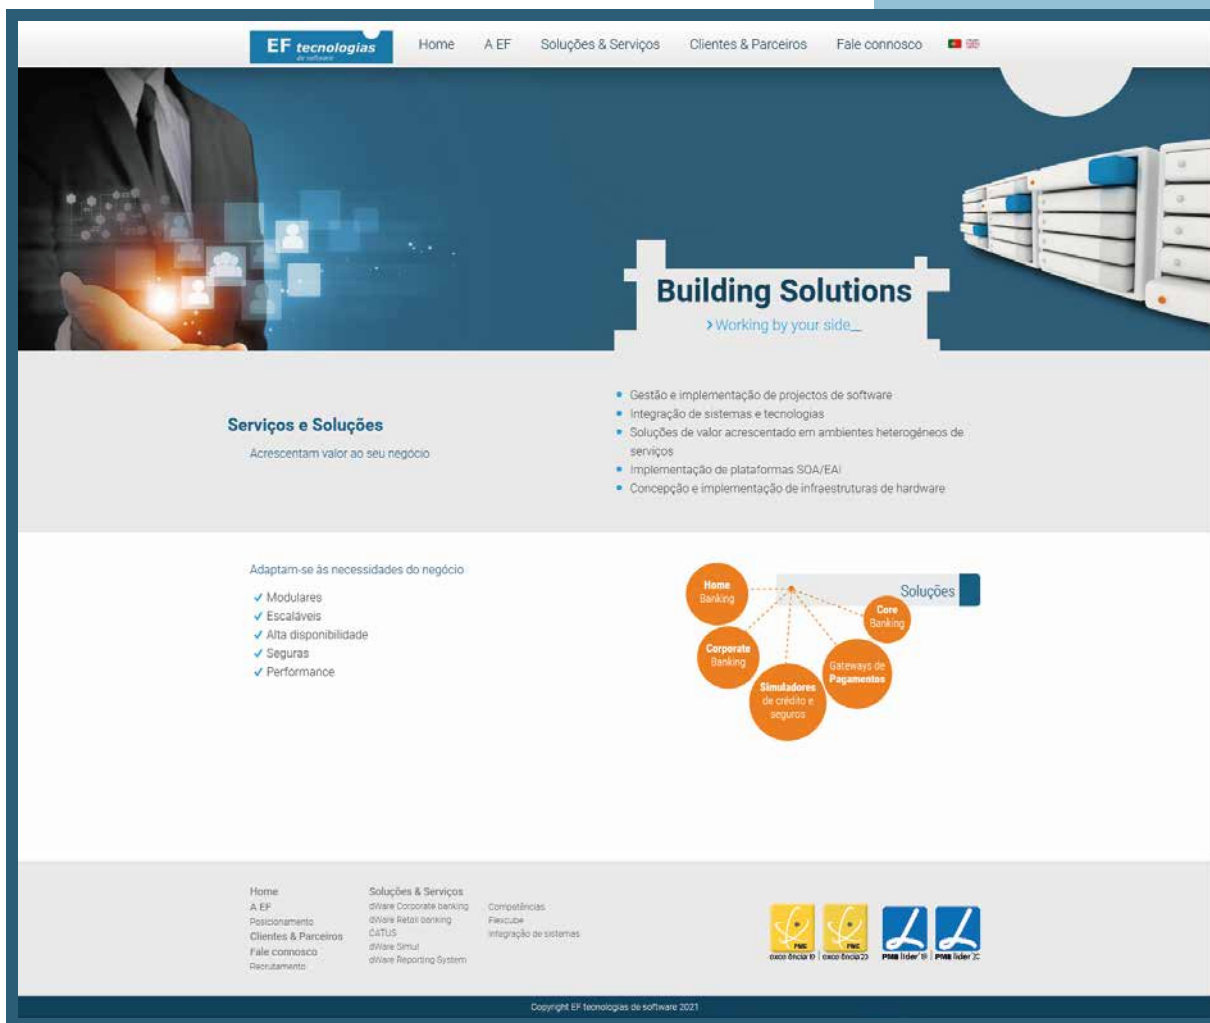 EF tecnologias
de software
Home A EF Soluções & Serviços Clientes & Parceiros Fale connosco
Building Solutions
>Working by your side_
Serviços e Soluções
Acrescentam valor ao seu negócio
Gestão e implementação de projectos de software
Integração de sistemas e tecnologias
Soluções de valor acrescentado em ambientes heterogéneos de
serviços
Implementação de plataformas SOA/EAI
Concepção e implementação de infraestruturas de hardware
Adaptam-se às necessidades do negócio
Modulares
Escaláveis
Alta disponibilidade
Seguras
Performance
Soluções
Home
Banking
Core
Banking
Corporate
Banking
Gateways de
Pagamentos
Simuladores
de crédito e
seguros
Home
A EF
Posicionamento
Clientes & Parceiros
Fale connosco
Recrutamento
Soluções & Serviços
dWare Corporate banking
dWare Retail banking
CATUS
dWare Simul
dWare Reporting System
Competências
Flexcube
Integração de sistemas
PME
PME
PME líder
PME líder
Copyright EF tecnologias de software 2021